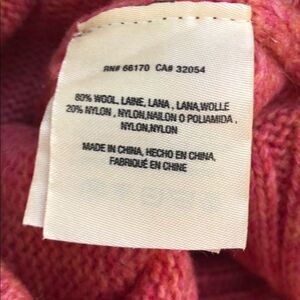 RN# 66170 CA# 32054
80% WOOL, LAINE, LANA , LANA,WOLLE
20% NYLON , NYLON,NAILON O POLIAMIDA ,
NYLON,NYLON
MADE IN CHINA, HECHO EN CHINA,
FABRIQUÉ EN CHINE